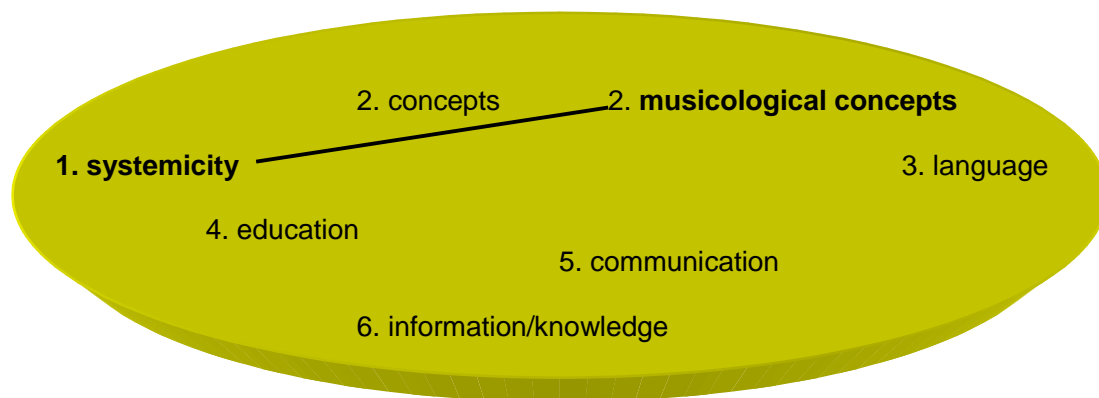 2. concepts
2. musicological concepts
1. systemicity
3. language
4. education
5. communication
6. information/knowledge